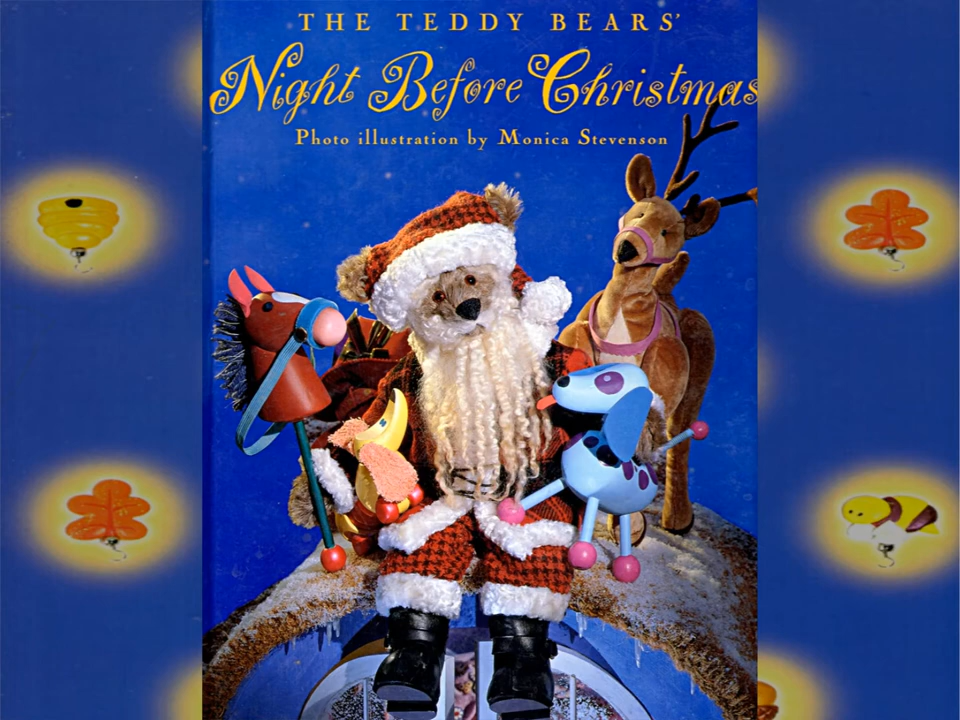 THE TEDDY BEARS'
Night Before Christmas
Photo illustration by Monica Stevenson